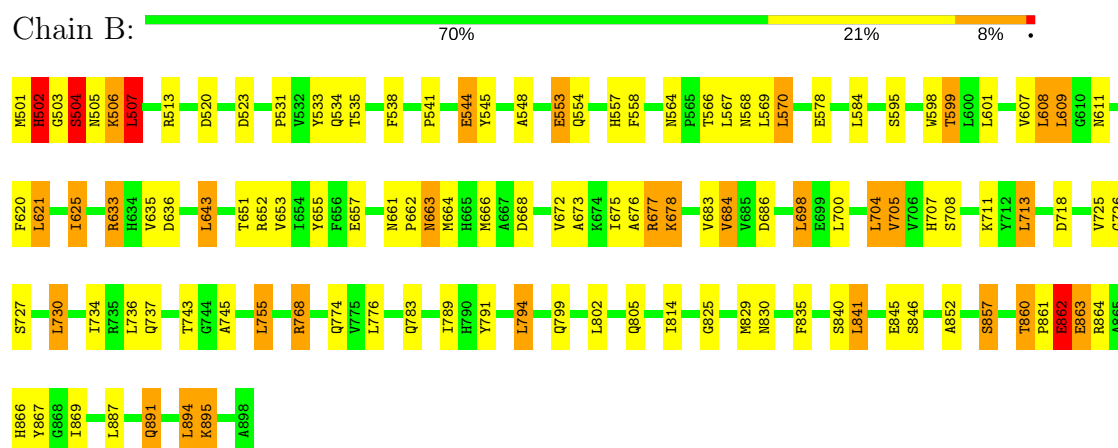 Chain B:
70% 21% 8% •
M501 H502 G503 S504 N505 K506 L507 R513 D520 D523 P531 V532 Y533 Q534 T535 F538 P541 E544 Y545 A548 E553 Q554 H557 F558 N564 P565 T566 L567 N568 L569 L570 E578 L584 S595 W598 T599 L600 L601 V607 L608 L609 G610 N611
F620 L621 I625 R633 H634 V635 D636 L643 T651 R652 V653 I654 Y655 F656 E657 N661 P662 N663 M664 H665 M666 A667 D668 V672 A673 K674 I675 A676 R677 K678 V683 V684 V685 D686 L698 E699 L700 L704 V705 V706 H707 S708 K711 Y712 L713 D718 V725 G726
S727 L730 I734 R735 L736 Q737 T743 G744 A745 L755 R768 Q774 V775 L776 Q783 I789 H790 Y791 L794 Q799 L802 Q805 I814 G825 M829 N830 F835 S840 L841 E845 S846 A852 S857 T860 P861 E862 E863 R864 A865
H866 Y867 G868 I869 L887 Q891 L894 K895 A898